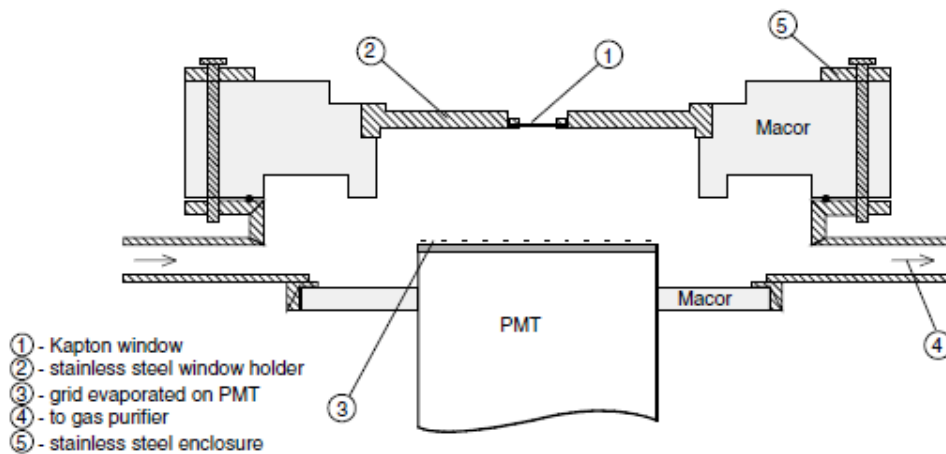 ② ① ⑤
Macor
PMT
Macor
③ ④
① - Kapton window
② - stainless steel window holder
③ - grid evaporated on PMT
④ - to gas purifier
⑤ - stainless steel enclosure